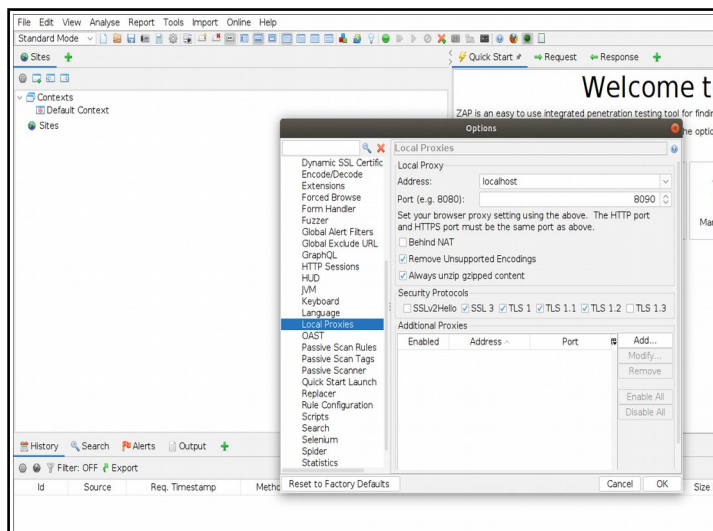 File Edit View Analyse Report Tools Import Online Help
Standard Mode
Sites
Quick Start
Request
Response
Contexts
Default Context
Sites
Welcome t
ZAP is an easy to use integrated penetration testing tool for findin
he optio
Mar
Options
Dynamic SSL Certific
Encode/Decode
Extensions
Forced Browse
Form Handler
Fuzzer
Global Alert Filters
Global Exclude URL
GraphQL
HTTP Sessions
HUD
JVM
Keyboard
Language
Local Proxies
OAST
Passive Scan Rules
Passive Scan Tags
Passive Scanner
Quick Start Launch
Replacer
Rule Configuration
Scripts
Search
Selenium
Spider
Statistics
Local Proxies
Local Proxy
Address: localhost
Port (e.g. 8080): 8090
Set your browser proxy setting using the above. The HTTP port
and HTTPS port must be the same port as above.
Behind NAT
Remove Unsupported Encodings
Always unzip gzipped content
Security Protocols
SSLv2Hello SSL 3 TLS 1 TLS 1.1 TLS 1.2 TLS 1.3
Additional Proxies
Enabled Address Port
Add...
Modify...
Remove
Enable All
Disable All
Reset to Factory Defaults Cancel OK
History Search Alerts Output
Filter: OFF Export
Id Source Req. Timestamp Metho Size